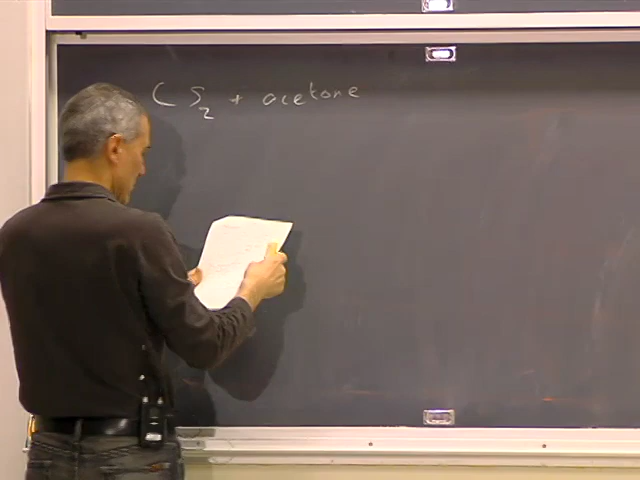 CS₂ + acetone